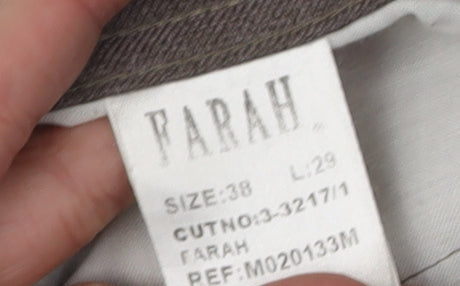 FARAH
SIZE:38 L:29
CUTNO:3-3217/1
FARAH
REF:M020133M